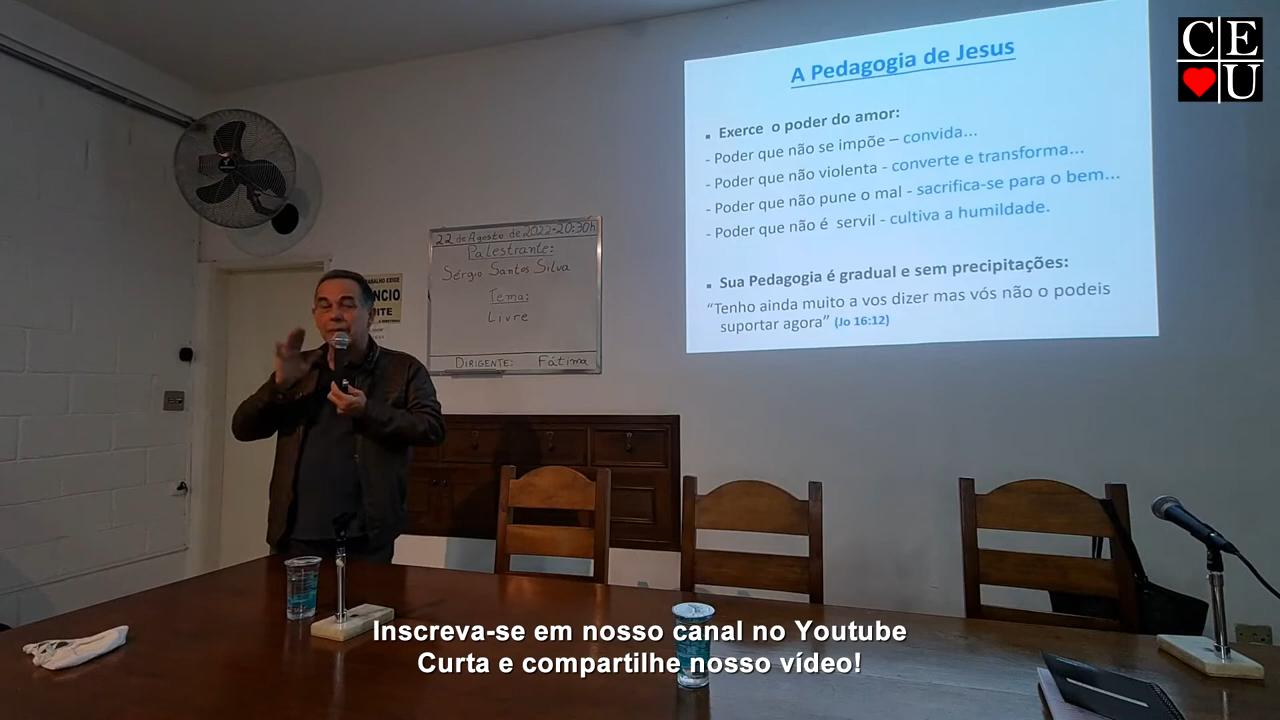 C E
U
A Pedagogia de Jesus
▪ Exerce o poder do amor:
- Poder que não se impõe – convida...
- Poder que não violenta - converte e transforma...
- Poder que não pune o mal - sacrifica-se para o bem...
- Poder que não é servil - cultiva a humildade.
▪ Sua Pedagogia é gradual e sem precipitações:
“Tenho ainda muito a vos dizer mas vós não o podeis
suportar agora” (Jo 16:12)
22 de Agosto de 2022-20:30h
Palestrante:
Sérgio Santos Silva
Tema:
Livre
DIRIGENTE: Fátima
Inscreva-se em nosso canal no Youtube
Curta e compartilhe nosso vídeo!